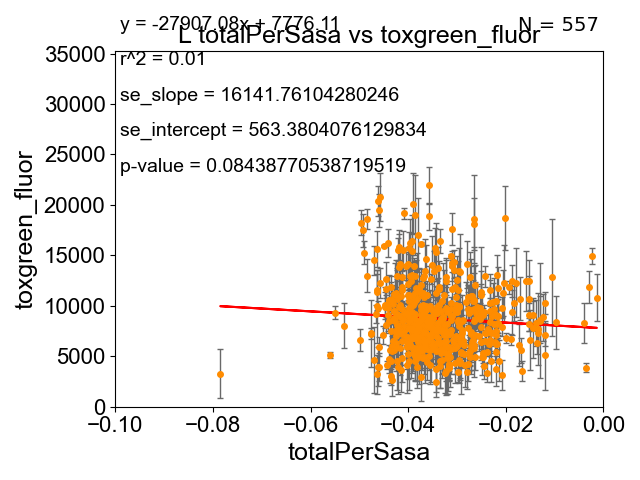 y = -27907.08x + 7776.11
N = 557
L totalPerSasa vs toxgreen_fluor
r^2 = 0.01
se_slope = 16141.76104280246
se_intercept = 563.3804076129834
p-value = 0.08438770538719519
toxgreen_fluor
35000
30000
25000
20000
15000
10000
5000
0
−0.10
−0.08
−0.06
−0.04
−0.02
0.00
totalPerSasa